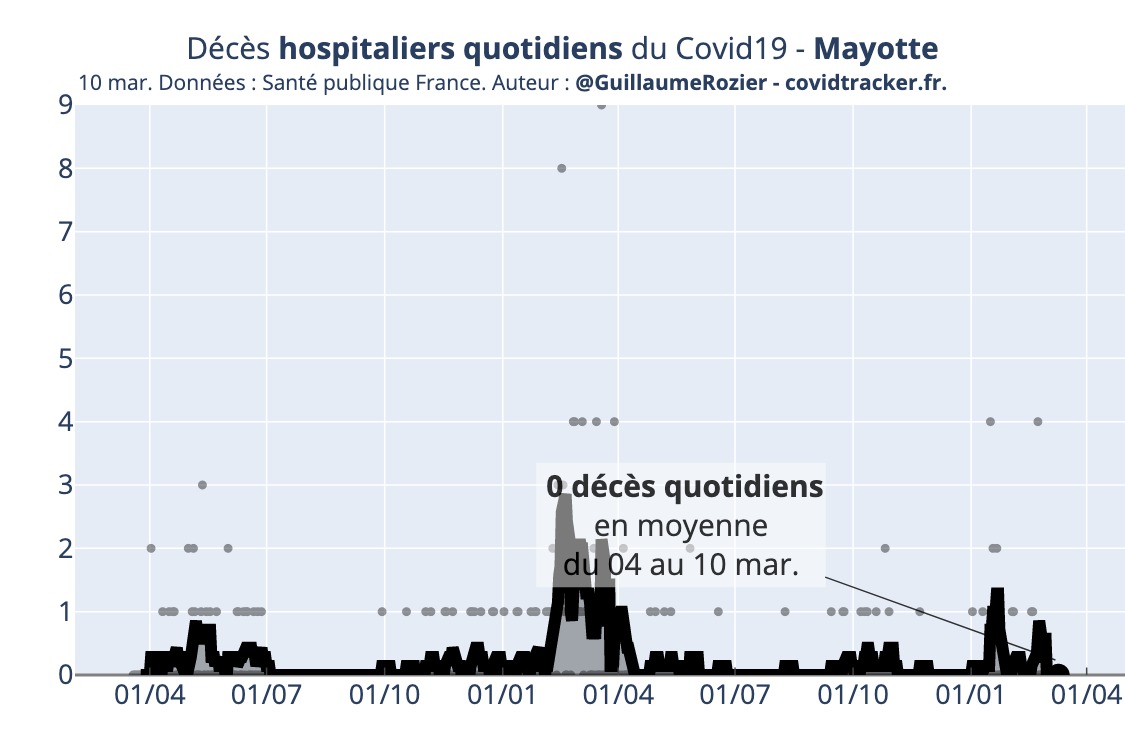 Décès hospitaliers quotidiens du Covid19 - Mayotte
10 mar. Données : Santé publique France. Auteur : @GuillaumeRozier - covidtracker.fr.
9
8
7
6
5
4
3
2
1
0
0 décès quotidiens
en moyenne
du 04 au 10 mar.
01/04 01/07 01/10 01/01 01/04 01/07 01/10 01/01 01/04